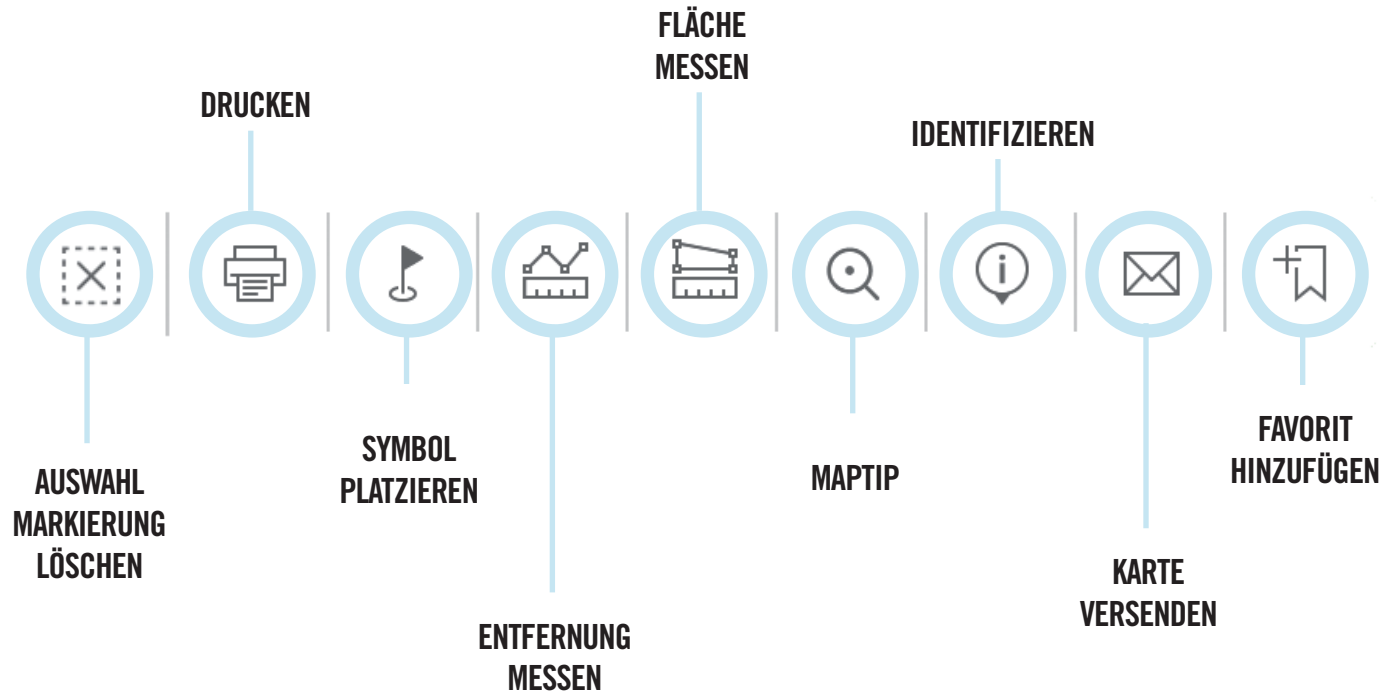 FLÄCHE
MESSEN
DRUCKEN
IDENTIFIZIEREN
AUSWAHL
MARKIERUNG
LÖSCHEN
SYMBOL
PLATZIEREN
ENTFERNUNG
MESSEN
MAPTIP
KARTE
VERSENDEN
FAVORIT
HINZUFÜGEN